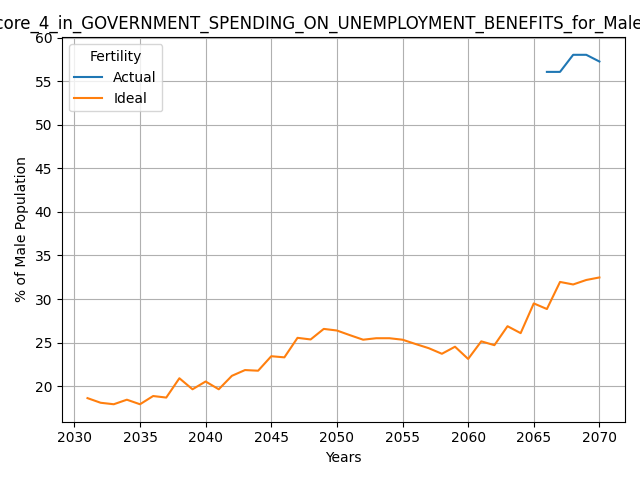 core_4_in_GOVERNMENT_SPENDING_ON_UNEMPLOYMENT_BENEFITS_for_Male
60
55
50
45
40
35
30
25
20
% of Male Population
Fertility
Actual
Ideal
2030 2035 2040 2045 2050 2055 2060 2065 2070
Years